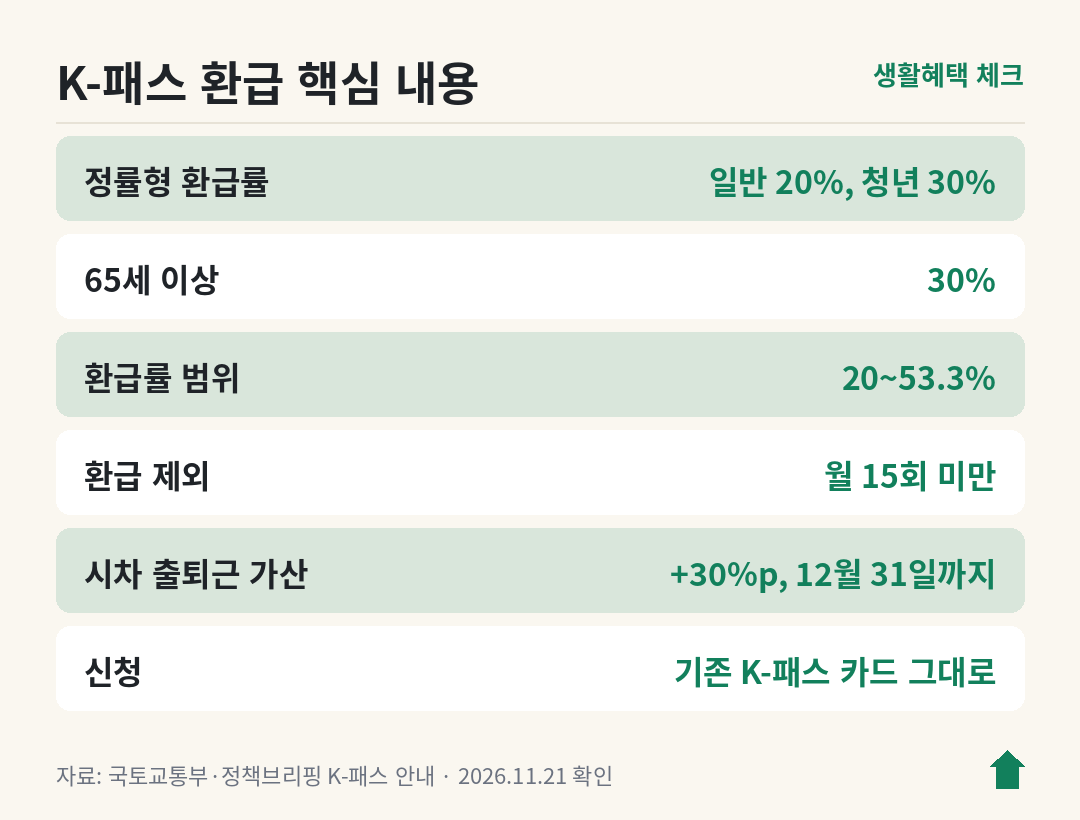 K-패스 환급 핵심 내용
생활혜택 체크
정률형 환급률
일반 20%, 청년 30%
65세 이상
30%
환급률 범위
20~53.3%
환급 제외
월 15회 미만
시차 출퇴근 가산
+30%p, 12월 31일까지
신청
기존 K-패스 카드 그대로
자료: 국토교통부·정책브리핑 K-패스 안내 · 2026.11.21 확인